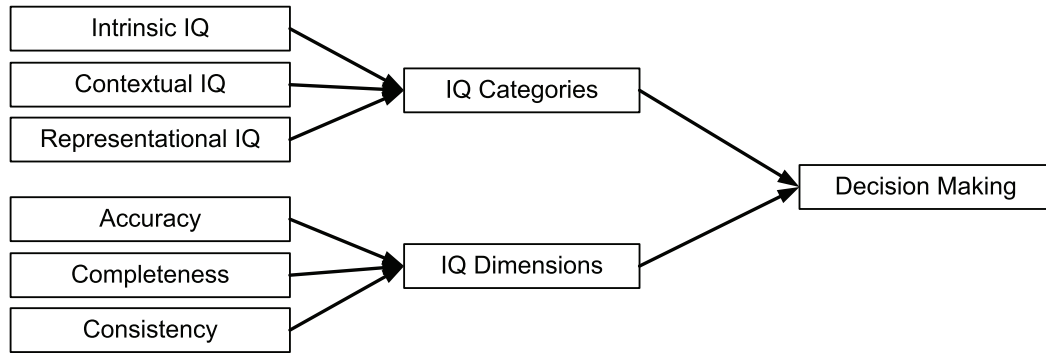 Intrinsic IQ
Contextual IQ
Representational IQ
IQ Categories
Accuracy
Completeness
Consistency
IQ Dimensions
Decision Making